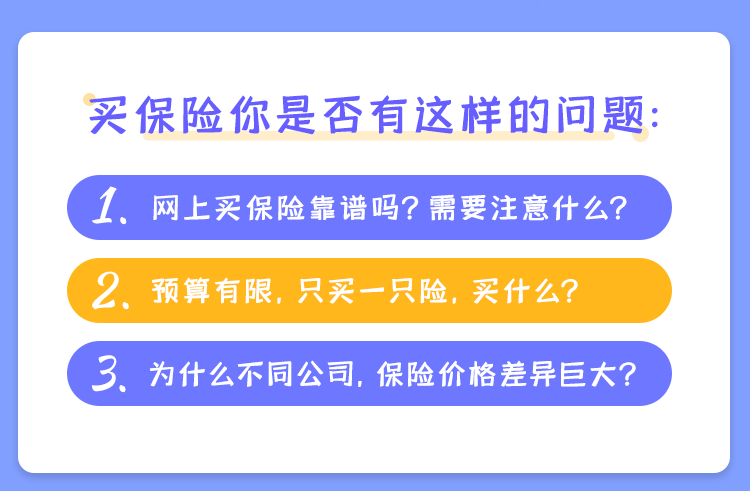 买保险你是否有这样的问题:
1. 网上买保险靠谱吗？需要注意什么？
2. 预算有限，只买一只险，买什么？
3. 为什么不同公司，保险价格差异巨大？